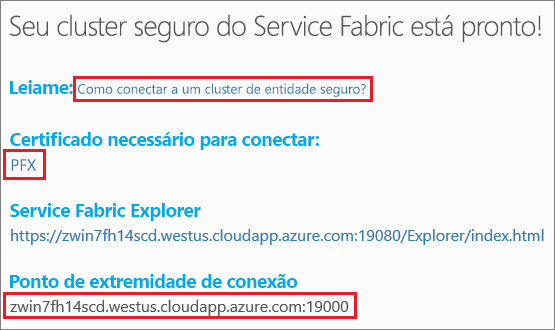 Seu cluster seguro do Service Fabric está pronto!
Leiame: Como conectar a um cluster de entidade seguro?
Certificado necessário para conectar:
PFX
Service Fabric Explorer
https://zwin7fh14scd.westus.cloudapp.azure.com:19080/Explorer/index.html
Ponto de extremidade de conexão
zwin7fh14scd.westus.cloudapp.azure.com:19000